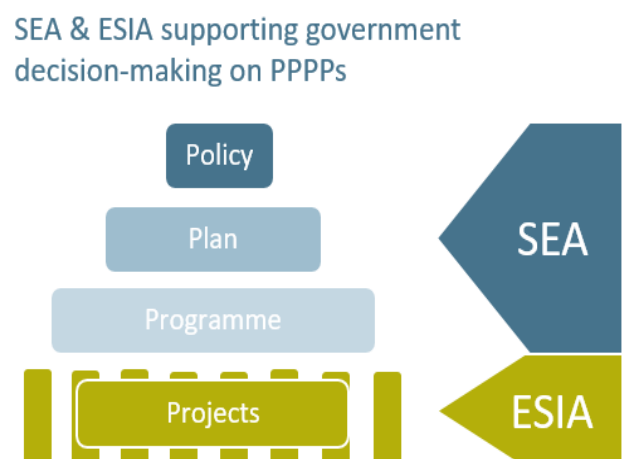 SEA & ESIA supporting government
decision-making on PPPPs
Policy
Plan
SEA
Programme
Projects
ESIA